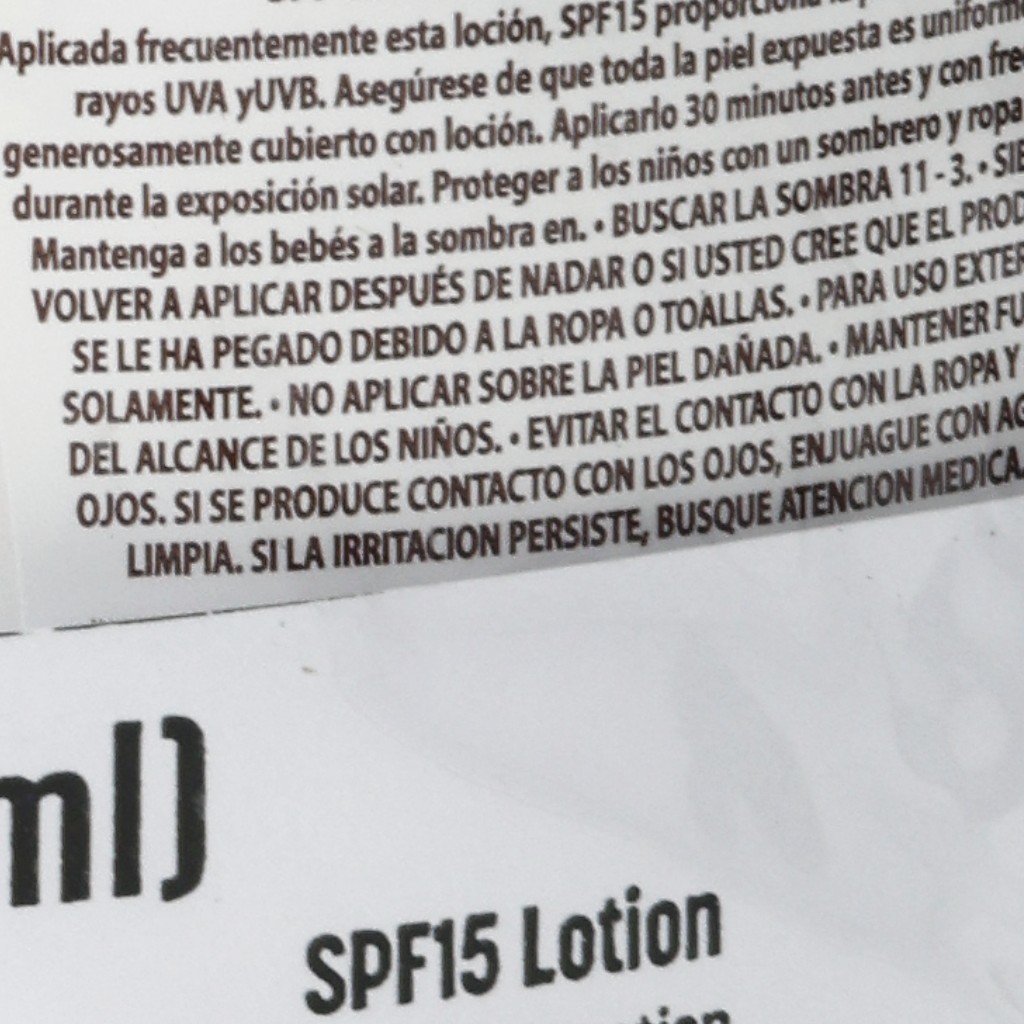 Aplicada frecuentemente esta loción, SPF15 proporciona
rayos UVA yUVB. Asegúrese de que toda la piel expuesta es
generosamente cubierto con loción. Aplicarlo 30 minutos antes y con
durante la exposición solar. Proteger a los niños con un sombrero y ropa
Mantenga a los bebés a la sombra en. • BUSCAR LA SOMBRA 11 - 3. •
VOLVER A APLICAR DESPUÉS DE NADAR O SI USTED CREE QUE EL
SE LE HA PEGADO DEBIDO A LA ROPA O TOALLAS. • PARA USO
SOLAMENTE. • NO APLICAR SOBRE LA PIEL DAÑADA. • MANTENER
DEL ALCANCE DE LOS NIÑOS. • EVITAR EL CONTACTO CON LA ROPA Y
OJOS. SI SE PRODUCE CONTACTO CON LOS OJOS, ENJUAGUE CON
LIMPIA. SI LA IRRITACION PERSISTE, BUSQUE ATENCION MEDICA.
ml)
SPF15 Lotion